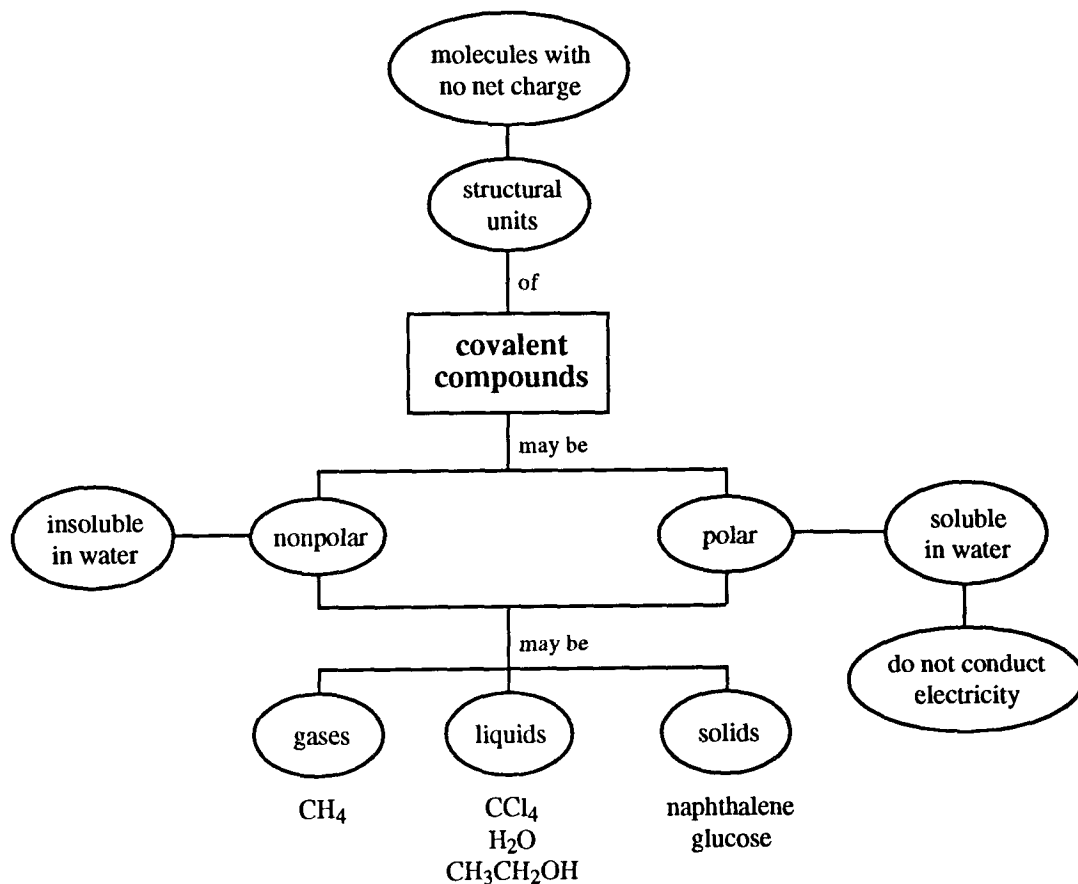 molecules with
no net charge
structural
units
of
covalent
compounds
may be
insoluble
in water
nonpolar
polar
soluble
in water
may be
do not conduct
electricity
gases
liquids
solids
CH₄
CCl₄
H₂O
CH₃CH₂OH
naphthalene
glucose